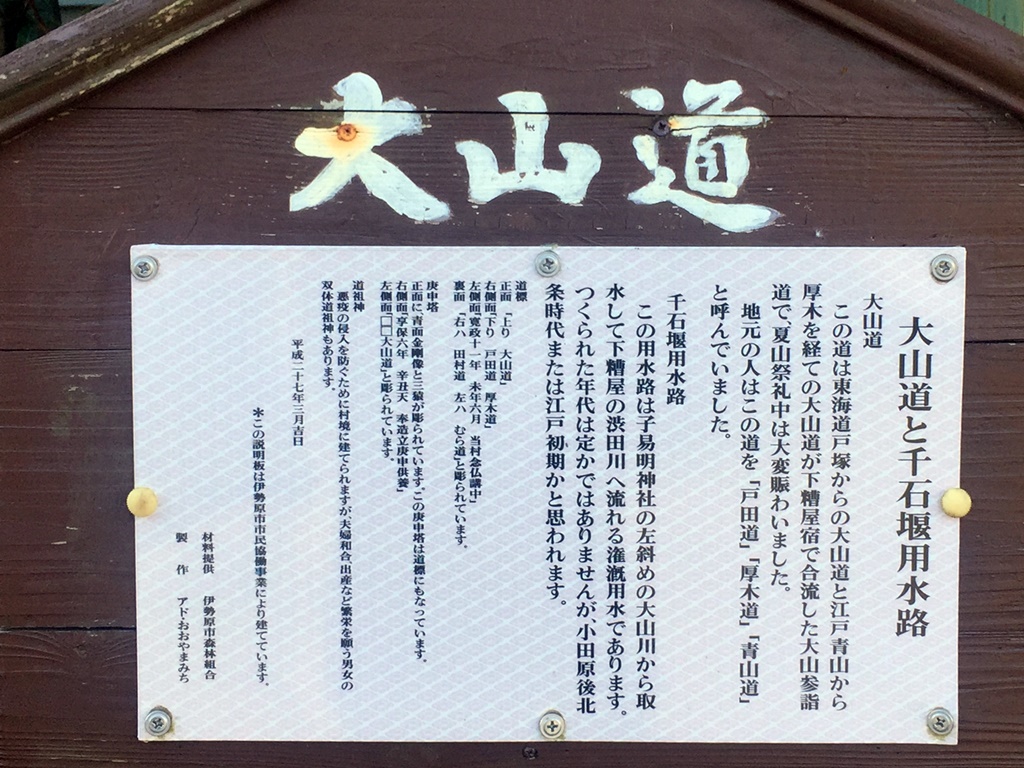 大山道
大山道と千石堰用水路
大山道
この道は東海道戸塚からの大山道と江戸青山から
厚木を経ての大山道が下糟屋宿で合流した大山参詣
道で、夏山祭礼中は大変賑わいました。
地元の人はこの道を「戸田道」「厚木道」「青山道」
と呼んでいました。
千石堰用水路
この用水路は子易明神社の左斜めの大山川から取
水して下糟屋の渋田川へ流れる潅漑用水であります。
つくられた年代は定かではありませんが、小田原後北
条時代または江戸初期かと思われます。
道標
正面「上り 大山道」
右側面「下り 戸田道 厚木道」
左側面「寛政十一年 未年六月 当村念仏講中」
裏面「右ハ 田村道 左ハ むら道」と彫られています。
庚申塔
正面に、青面金剛像と三猿が彫られています。この庚申塔は道標にもなっています。
右側面「享保六年 辛丑天 奉造立庚申供養」
左側面「□□大山道」と彫られています。
道祖神
悪疫の侵入を防ぐために村境に建てられますが夫婦和合、出産など繁栄を願う男女の
双体道祖神もあります。
平成二十七年三月吉日
＊この説明板は伊勢原市市民協働事業により建てています。
材料提供 伊勢原市森林組合
製作 アド・おおやまみち